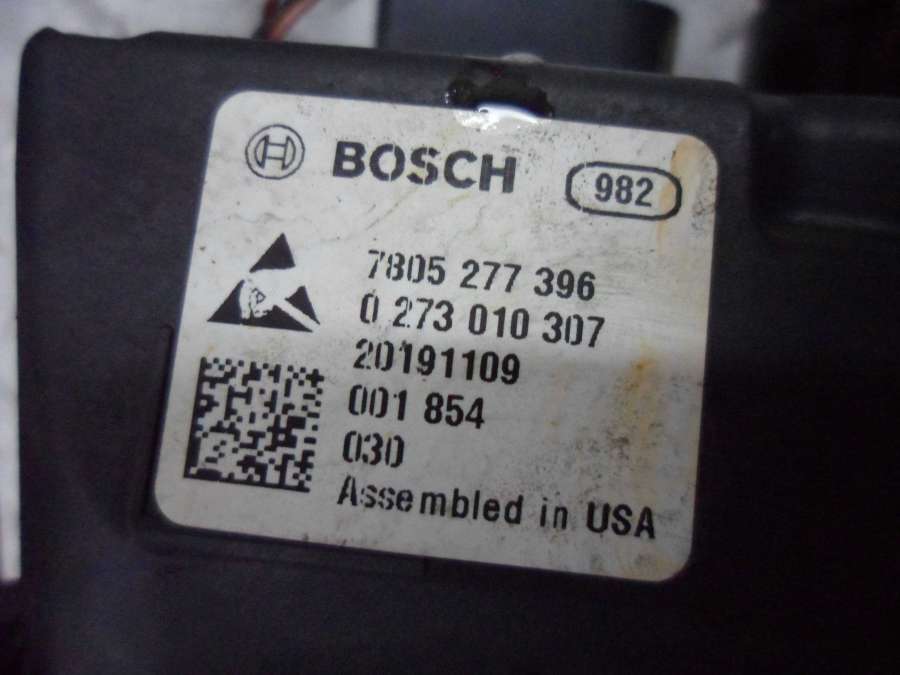 BOSCH 982
7805 277 396
0 273 010 307
20191109
001 854
030
Assembled in USA